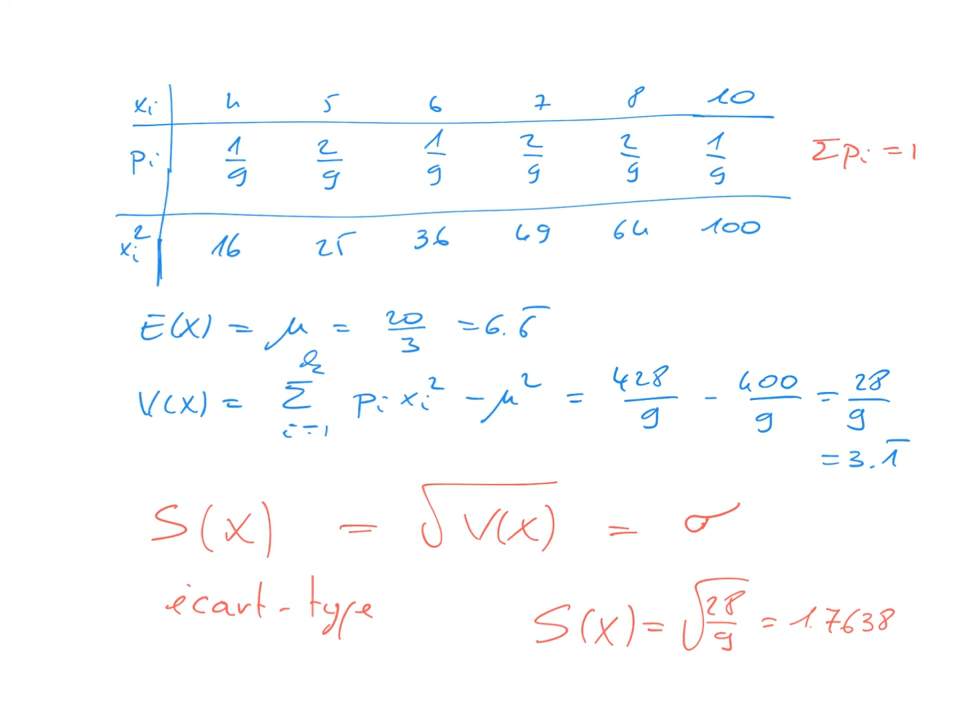 xi 4 5 6 7 8 10
pi 1/9 2/9 1/9 2/9 2/9 1/9 Σpi = 1
xi² 16 25 36 49 64 100
E(X) = μ = 20/3 = 6.6̅
V(X) = Σ_{i=1}^{k} pi xi² - μ² = 428/9 - 400/9 = 28/9
= 3.1̅
S(X) = √V(X) = σ
écart-type S(X) = √(28/9) = 1.7638